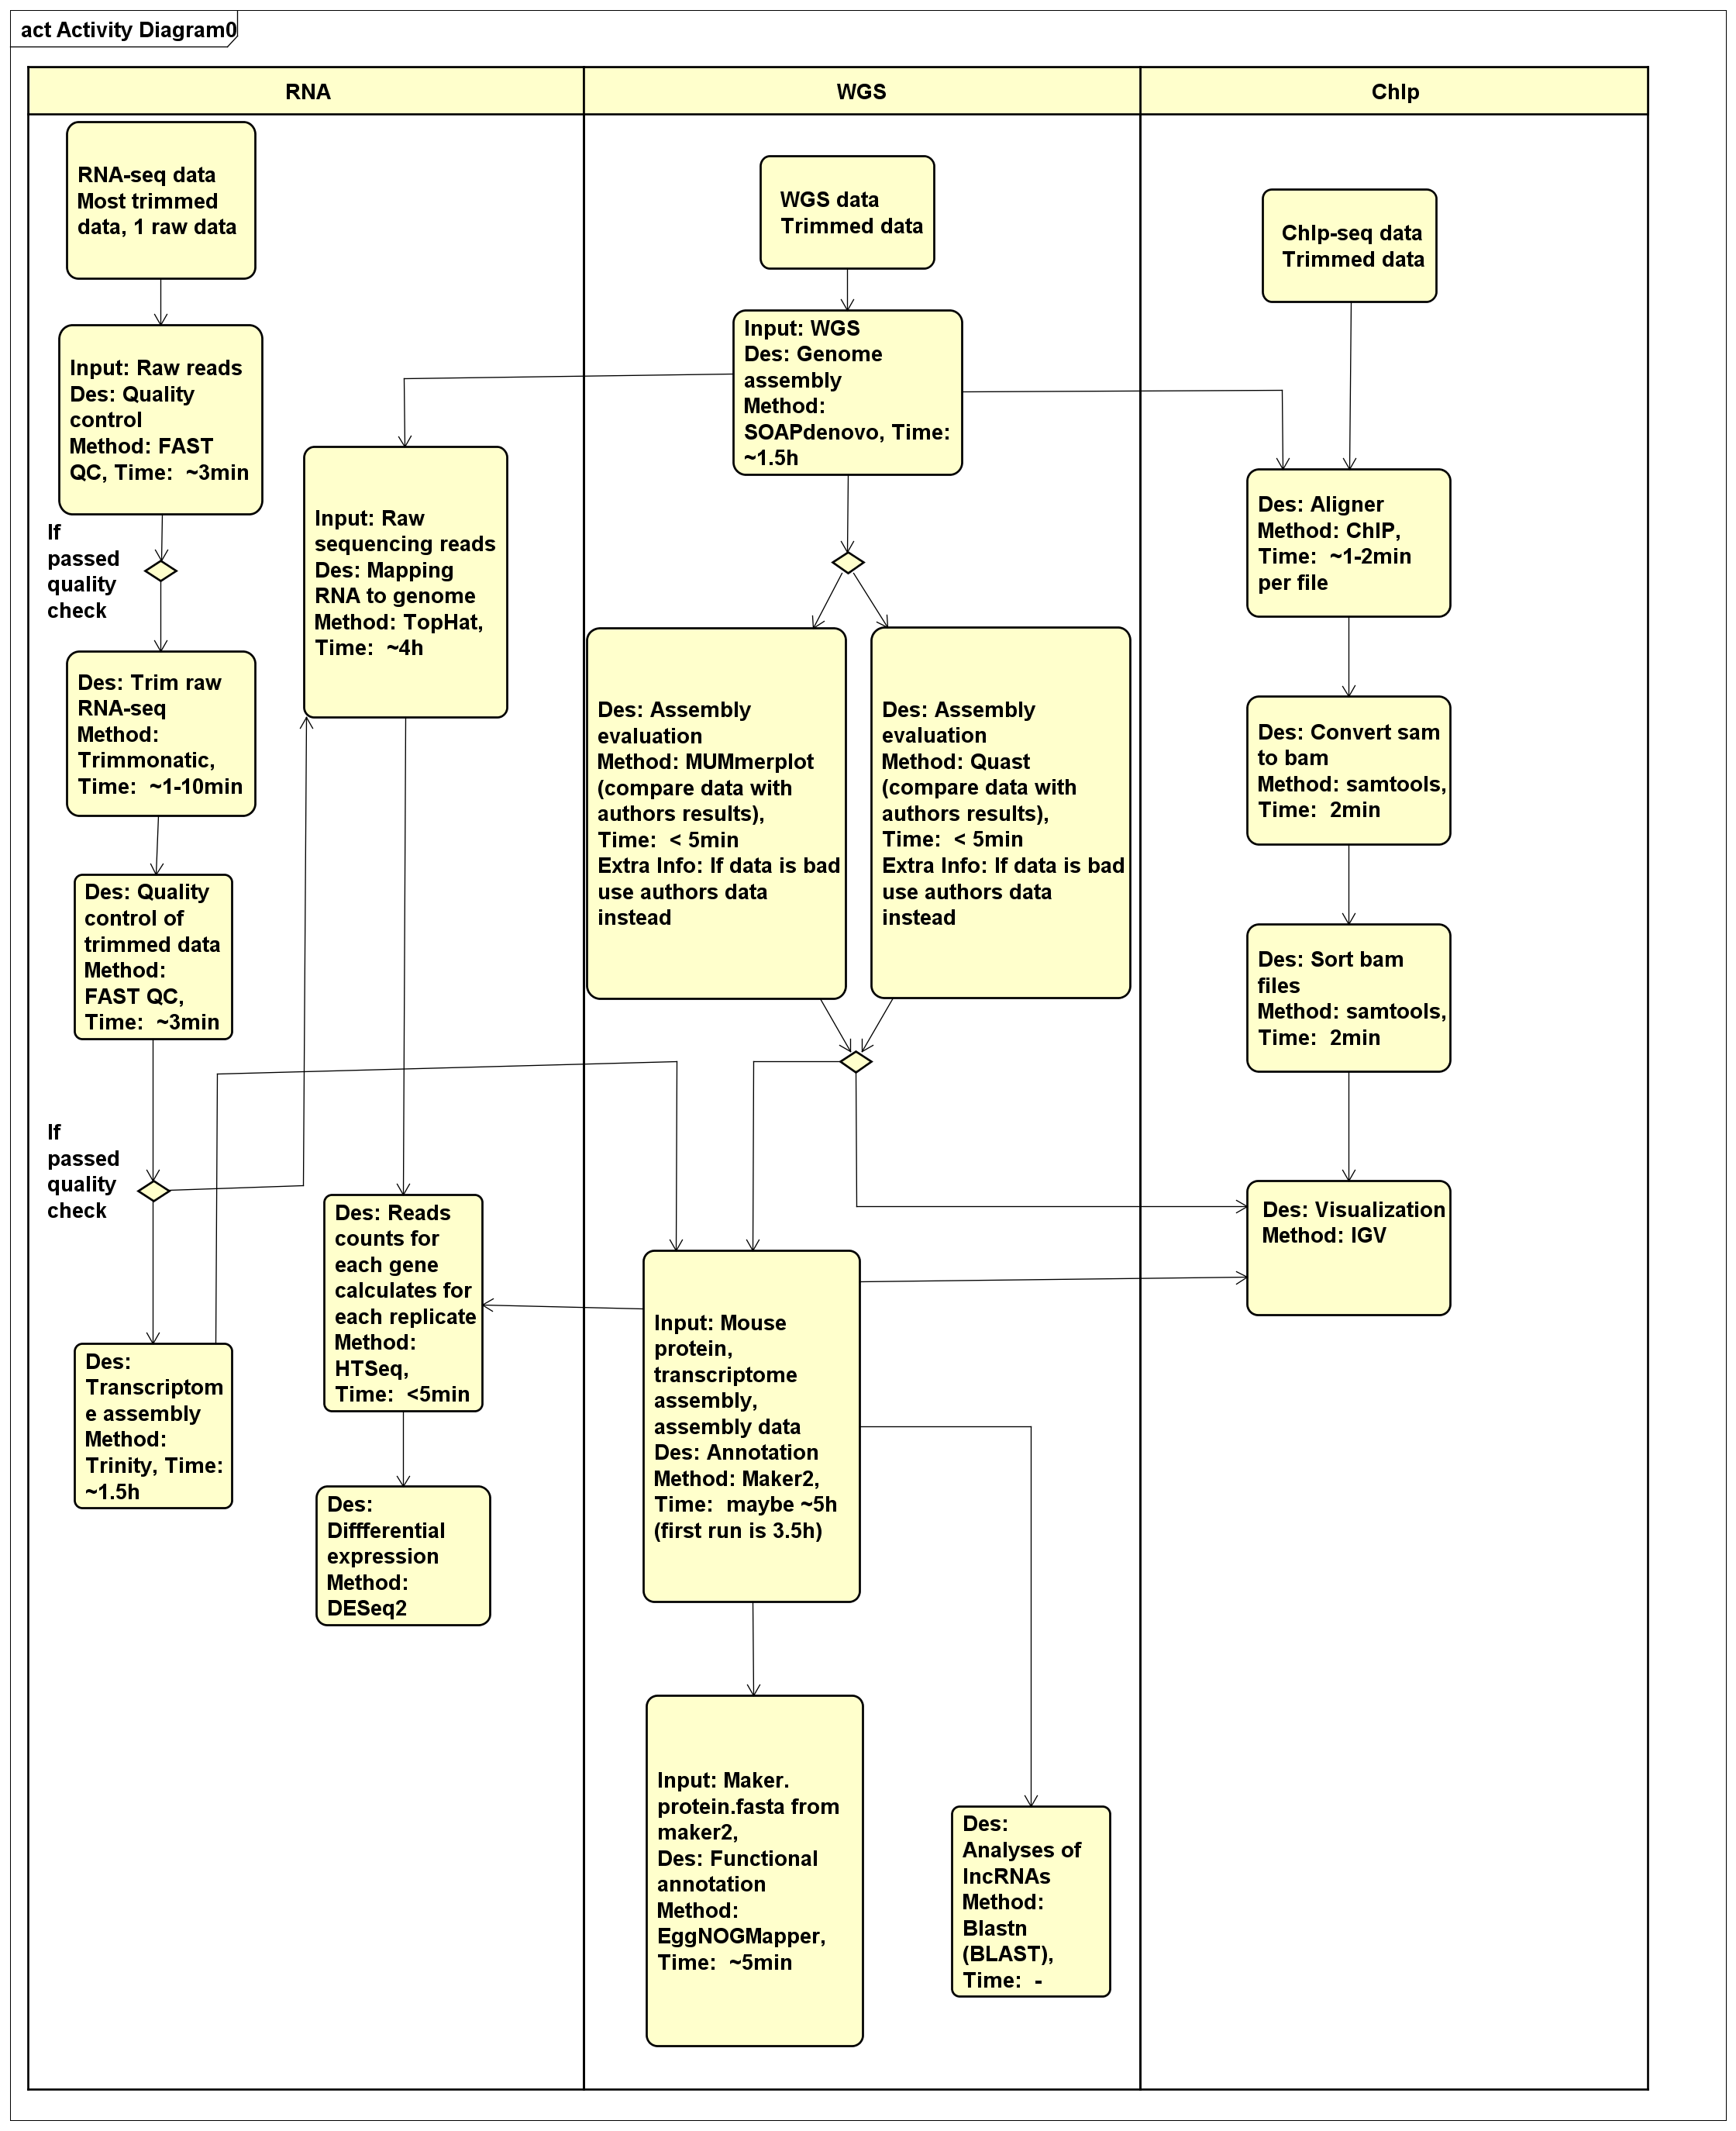 act Activity Diagram0
RNA
WGS
ChIp
RNA-seq data
Most trimmed
data, 1 raw data
Input: Raw reads
Des: Quality
control
Method: FAST
QC, Time:  ~3min
If
passed
quality
check
Des: Trim raw
RNA-seq
Method:
Trimmonatic,
Time:  ~1-10min
Des: Quality
control of
trimmed data
Method:
FAST QC,
Time:  ~3min
If
passed
quality
check
Des:
Transcriptom
e assembly
Method:
Trinity, Time:
~1.5h
Input: Raw
sequencing reads
Des: Mapping
RNA to genome
Method: TopHat,
Time:  ~4h
Des: Reads
counts for
each gene
calculates for
each replicate
Method:
HTSeq,
Time:  <5min
Des:
Diffferential
expression
Method:
DESeq2
WGS data
Trimmed data
Input: WGS
Des: Genome
assembly
Method:
SOAPdenovo, Time:
~1.5h
Des: Assembly
evaluation
Method: MUMmerplot
(compare data with
authors results),
Time:  < 5min
Extra Info: If data is bad
use authors data
instead
Des: Assembly
evaluation
Method: Quast
(compare data with
authors results),
Time:  < 5min
Extra Info: If data is bad
use authors data
instead
Input: Mouse
protein,
transcriptome
assembly,
assembly data
Des: Annotation
Method: Maker2,
Time:  maybe ~5h
(first run is 3.5h)
Input: Maker.
protein.fasta from
maker2,
Des: Functional
annotation
Method:
EggNOGMapper,
Time:  ~5min
Des:
Analyses of
lncRNAs
Method:
Blastn
(BLAST),
Time:  -
ChIp-seq data
Trimmed data
Des: Aligner
Method: ChIP,
Time:  ~1-2min
per file
Des: Convert sam
to bam
Method: samtools,
Time:  2min
Des: Sort bam
files
Method: samtools,
Time:  2min
Des: Visualization
Method: IGV